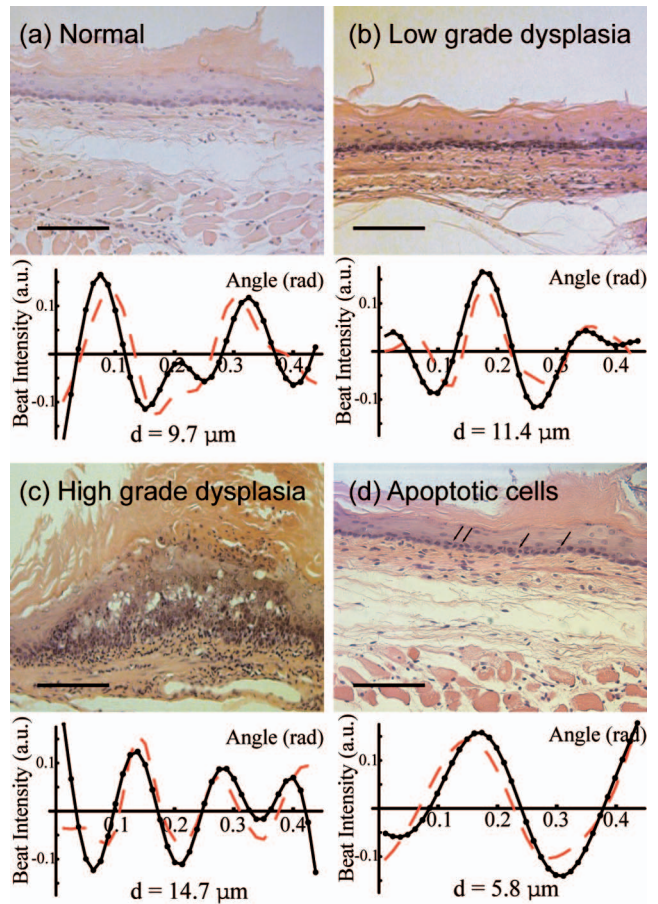 (a) Normal
(b) Low grade dysplasia
Beat Intensity (a.u.)
0.1
-0.1
Angle (rad)
0.1 0.2 0.3 0.4
d = 9.7 µm
Beat Intensity (a.u.)
0.1
-0.1
Angle (rad)
0.1 0.2 0.3 0.4
d = 11.4 µm
(c) High grade dysplasia
(d) Apoptotic cells
Beat Intensity (a.u.)
0.1
-0.1
Angle (rad)
0.1 0.2 0.3 0.4
d = 14.7 µm
Beat Intensity (a.u.)
0.1
-0.1
Angle (rad)
0.1 0.2 0.3 0.4
d = 5.8 µm